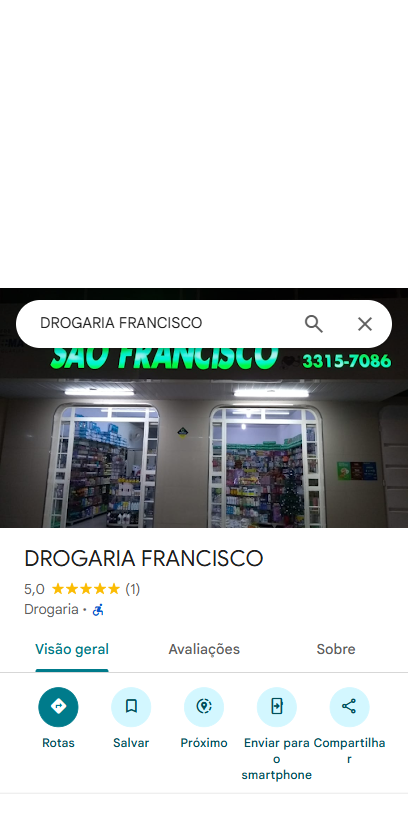 DROGARIA FRANCISCO
SÃO FRANCISCO 3315-7086
DROGARIA FRANCISCO
5,0 ★★★★★ (1)
Drogaria •
Visão geral Avaliações Sobre
Rotas Salvar Próximo Enviar para o smartphone Compartilhar